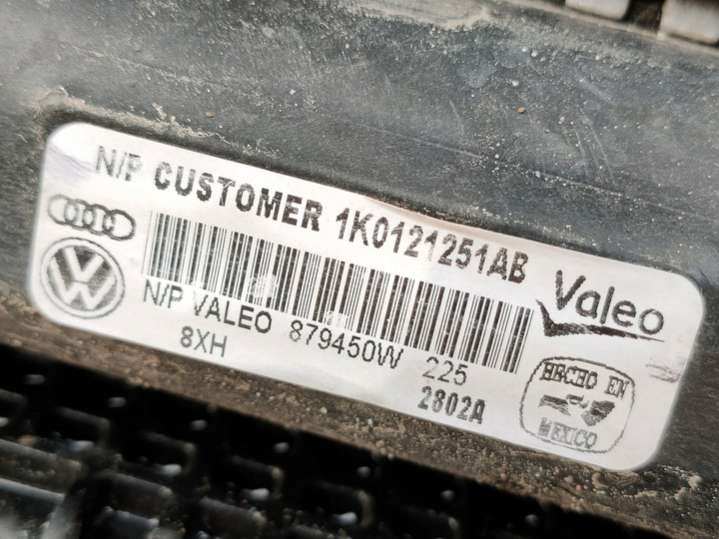 N/P CUSTOMER 1K0121251AB
N/P VALEO 879450W 225
8XH
2802A
Valeo
HECHO EN
MEXICO